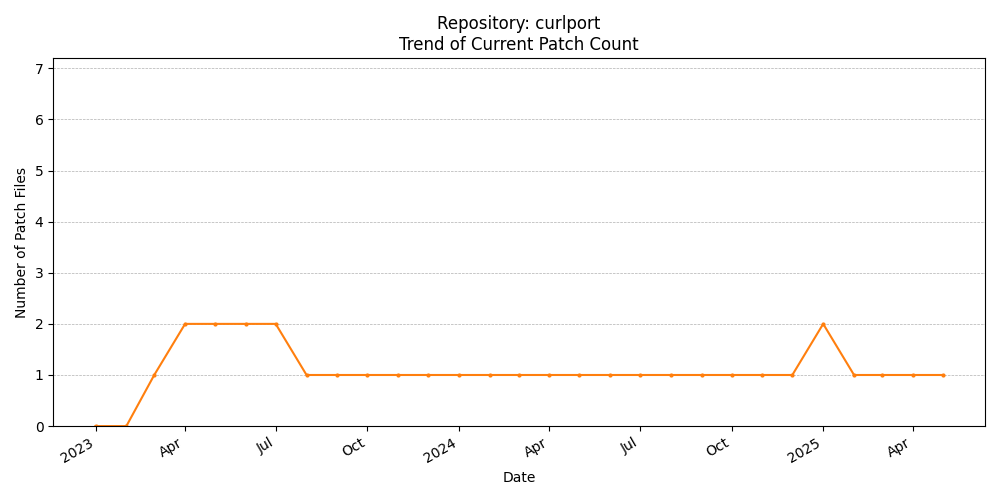 Repository: curlport
Trend of Current Patch Count
Number of Patch Files
7
6
5
4
3
2
1
0
2023
Apr
Jul
Oct
2024
Apr
Jul
Oct
2025
Apr
Date